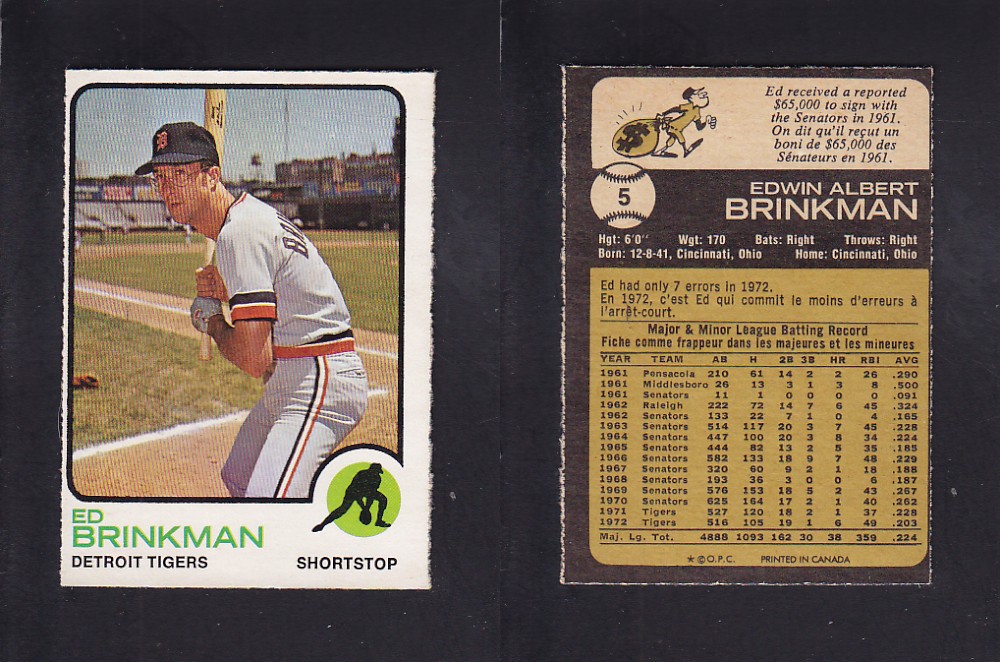 ED
BRINKMAN
DETROIT TIGERS SHORTSTOP
Ed received a reported
$65,000 to sign with
the Senators in 1961.
On dit qu'il reçut un
boni de $65,000 des
Sénateurs en 1961.
5
EDWIN ALBERT
BRINKMAN
Hgt: 6'0" Wgt: 170 Bats: Right Throws: Right
Born: 12-8-41, Cincinnati, Ohio Home: Cincinnati, Ohio
Ed had only 7 errors in 1972.
En 1972, c'est Ed qui commit le moins d'erreurs à
l'arrêt-court.
Major & Minor League Batting Record
Fiche comme frappeur dans les majeures et les mineures
YEAR TEAM AB H 2B 3B HR RBI AVG
1961 Pensacola 210 61 14 2 2 26 .290
1961 Middlesboro 26 13 3 1 3 8 .500
1961 Senators 11 1 0 0 0 0 .091
1962 Raleigh 222 72 14 7 6 45 .324
1962 Senators 133 22 7 1 0 4 .165
1963 Senators 514 117 20 3 7 45 .228
1964 Senators 447 100 20 3 8 34 .224
1965 Senators 444 82 13 2 5 35 .185
1966 Senators 582 133 18 9 7 48 .229
1967 Senators 320 60 9 2 1 18 .188
1968 Senators 193 36 3 0 0 6 .187
1969 Senators 576 153 18 5 2 43 .267
1970 Senators 625 164 17 2 1 40 .262
1971 Tigers 527 120 18 2 1 37 .228
1972 Tigers 516 105 19 1 6 49 .203
Maj. Lg. Tot. 4888 1093 162 30 38 359 .224
★ © O.P.C. PRINTED IN CANADA